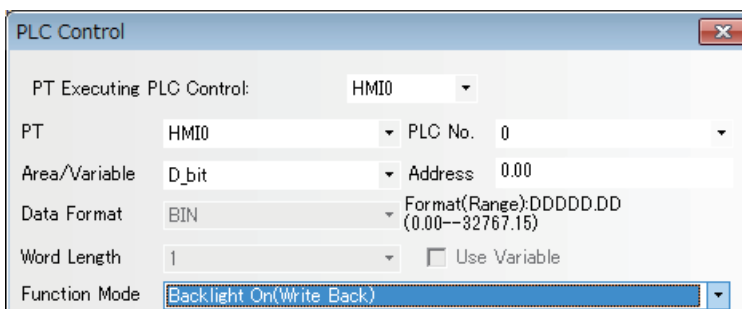 PLC Control
PT Executing PLC Control: HMI0
PT HMI0 PLC No. 0
Area/Variable D_bit Address 0.00
Data Format BIN Format(Range):DDDDD.DD
(0.00--32767.15)
Word Length 1 Use Variable
Function Mode Backlight On(Write Back)